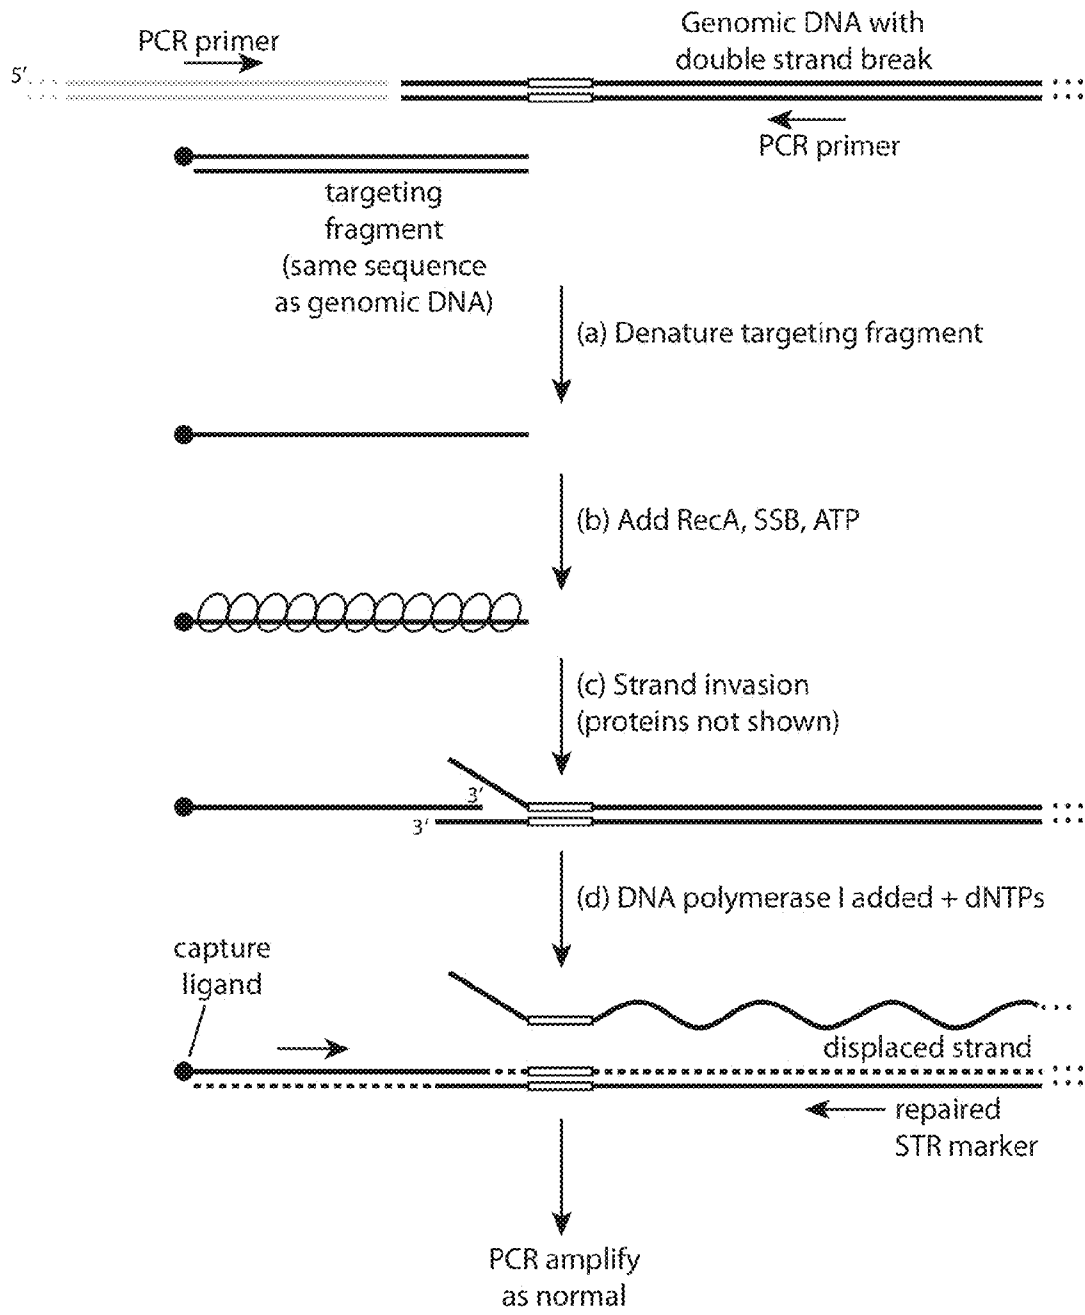 PCR primer
Genomic DNA with
double strand break
5'
PCR primer
targeting
fragment
(same sequence
as genomic DNA)
(a) Denature targeting fragment
(b) Add RecA, SSB, ATP
(c) Strand invasion
(proteins not shown)
3'
3'
(d) DNA polymerase I added + dNTPs
capture
ligand
displaced strand
repaired
STR marker
PCR amplify
as normal